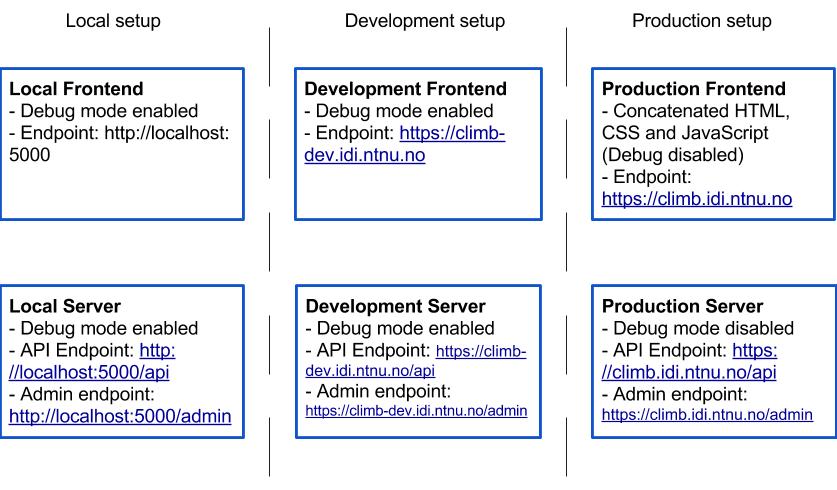 Local setup
Development setup
Production setup
Local Frontend
- Debug mode enabled
- Endpoint: http://localhost:
5000
Development Frontend
- Debug mode enabled
- Endpoint: https://climb-
dev.idi.ntnu.no
Production Frontend
- Concatenated HTML,
CSS and JavaScript
(Debug disabled)
- Endpoint:
https://climb.idi.ntnu.no
Local Server
- Debug mode enabled
- API Endpoint: http:
//localhost:5000/api
- Admin endpoint:
http://localhost:5000/admin
Development Server
- Debug mode enabled
- API Endpoint: https://climb-
dev.idi.ntnu.no/api
- Admin endpoint:
https://climb-dev.idi.ntnu.no/admin
Production Server
- Debug mode disabled
- API Endpoint: https:
//climb.idi.ntnu.no/api
- Admin endpoint:
https://climb.idi.ntnu.no/admin